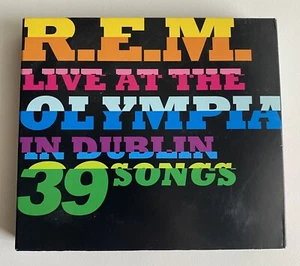 R.E.M.
LIVE AT THE
OLYMPIA
IN DUBLIN
39 SONGS